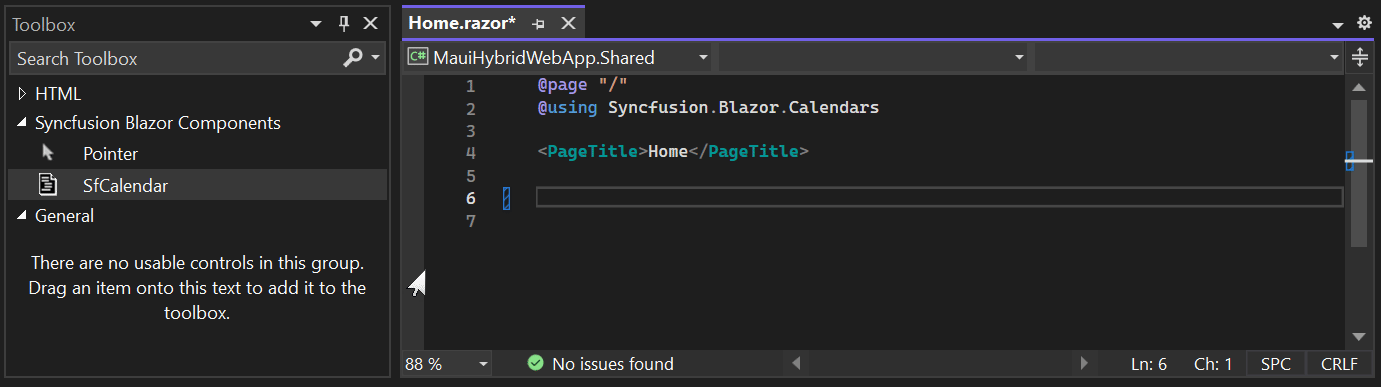 Toolbox
Search Toolbox
HTML
Syncfusion Blazor Components
Pointer
SfCalendar
General
There are no usable controls in this group.
Drag an item onto this text to add it to the
toolbox.
Home.razor*
C# MauiHybridWebApp.Shared
1 @page "/"
2 @using Syncfusion.Blazor.Calendars
3
4 <PageTitle>Home</PageTitle>
5
6
7
88 % No issues found Ln: 6 Ch: 1 SPC CRLF